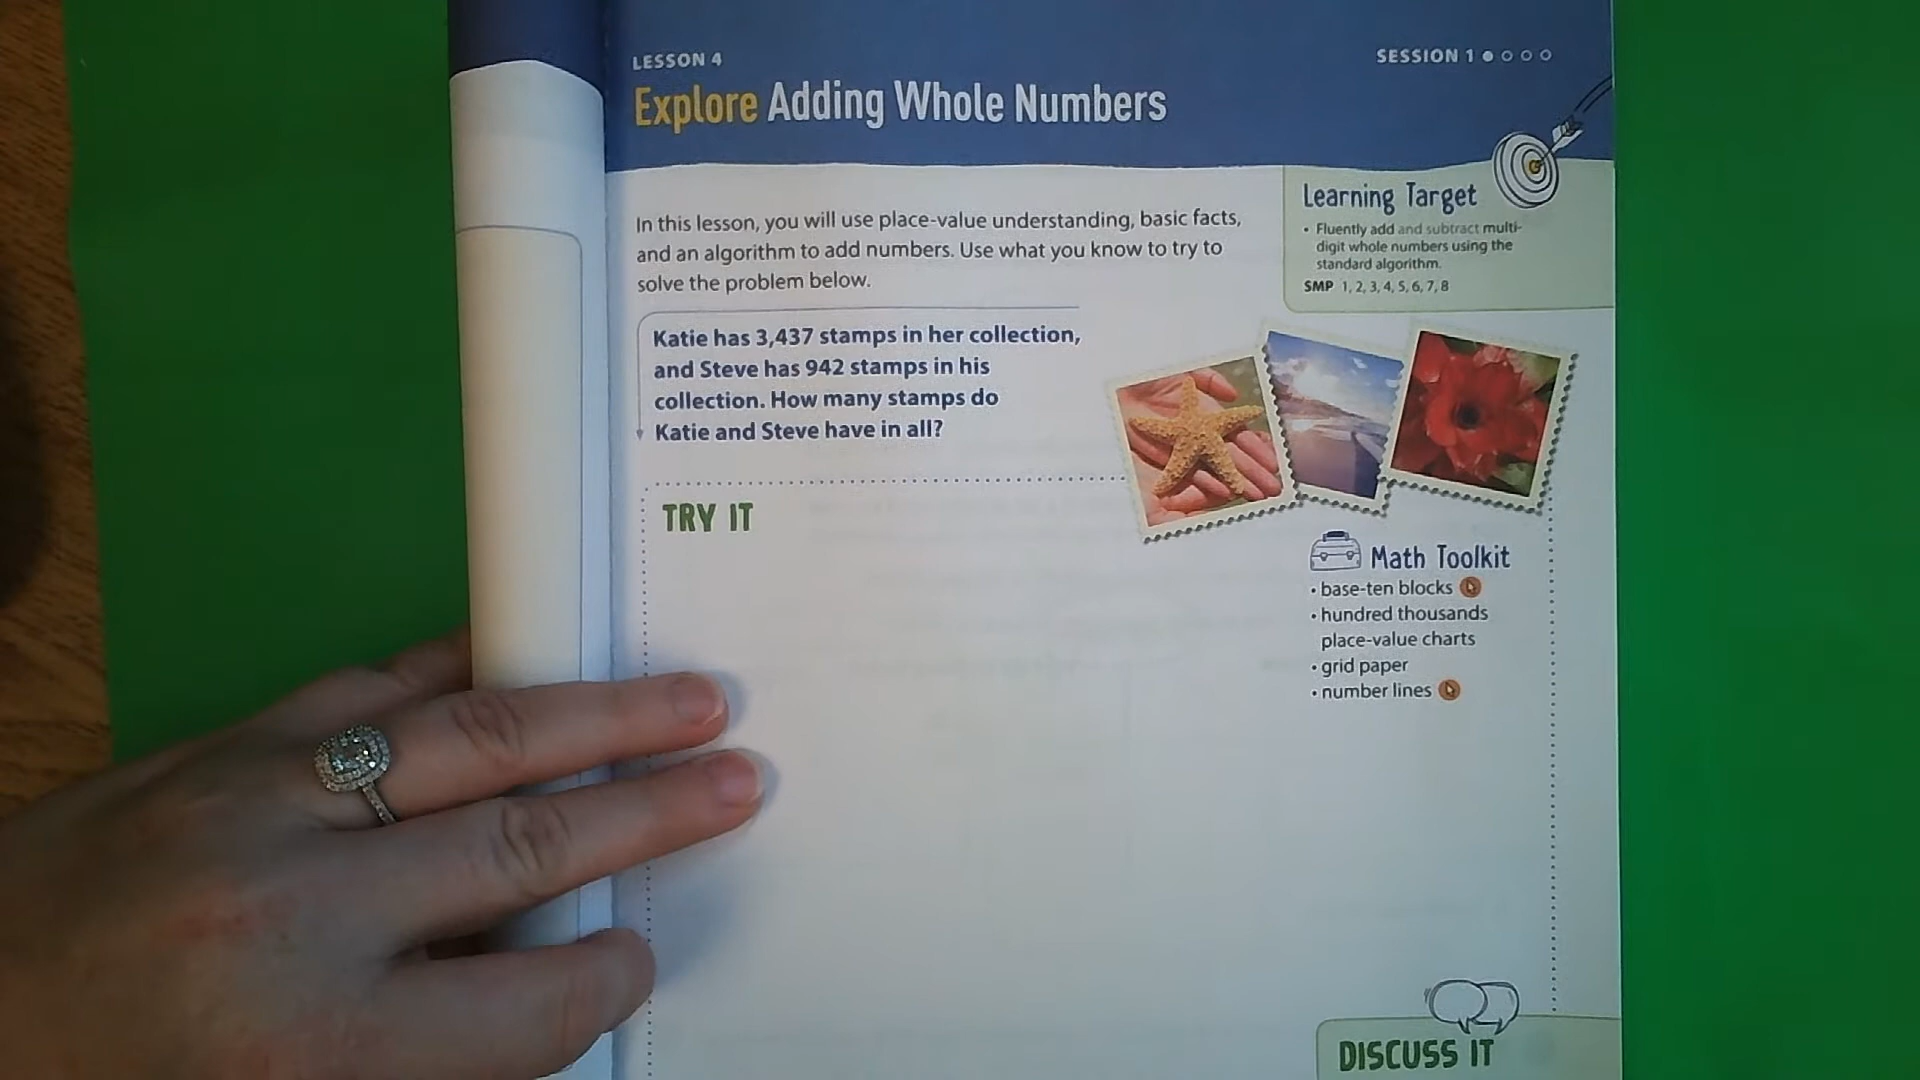 LESSON 4
SESSION 1
Explore Adding Whole Numbers
Learning Target
• Fluently add and subtract multi-
digit whole numbers using the
standard algorithm.
SMP 1, 2, 3, 4, 5, 6, 7, 8
In this lesson, you will use place-value understanding, basic facts,
and an algorithm to add numbers. Use what you know to try to
solve the problem below.
Katie has 3,437 stamps in her collection,
and Steve has 942 stamps in his
collection. How many stamps do
Katie and Steve have in all?
TRY IT
Math Toolkit
• base-ten blocks
• hundred thousands
place-value charts
• grid paper
• number lines
DISCUSS IT